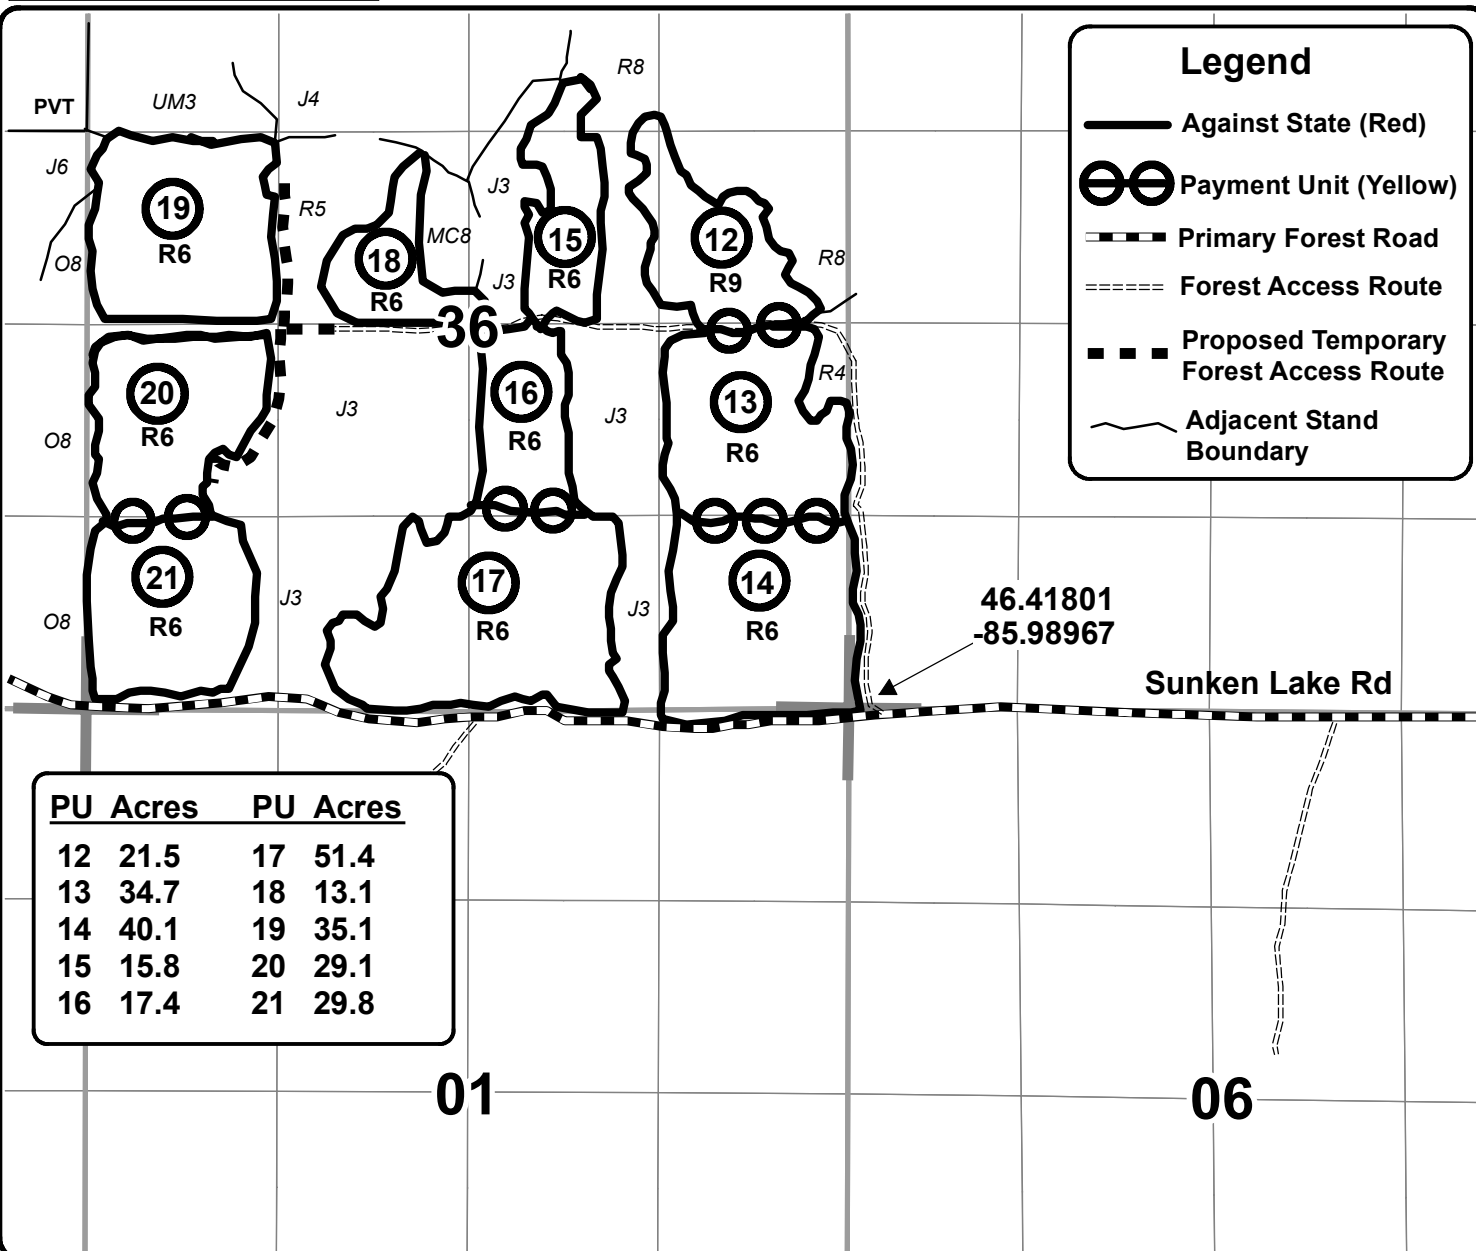 Legend
Against State (Red)
Payment Unit (Yellow)
Primary Forest Road
Forest Access Route
Proposed Temporary
Forest Access Route
Adjacent Stand
Boundary
PVT
UM3
J4
R8
J6
19
R6
R5
O8
18
R6
MC8
J3
J3
15
R6
12
R9
R8
36
20
R6
O8
J3
16
R6
J3
13
R6
R4
21
R6
O8
J3
17
R6
J3
14
R6
46.41801
-85.98967
Sunken Lake Rd
PU Acres PU Acres
12 21.5 17 51.4
13 34.7 18 13.1
14 40.1 19 35.1
15 15.8 20 29.1
16 17.4 21 29.8
01
06